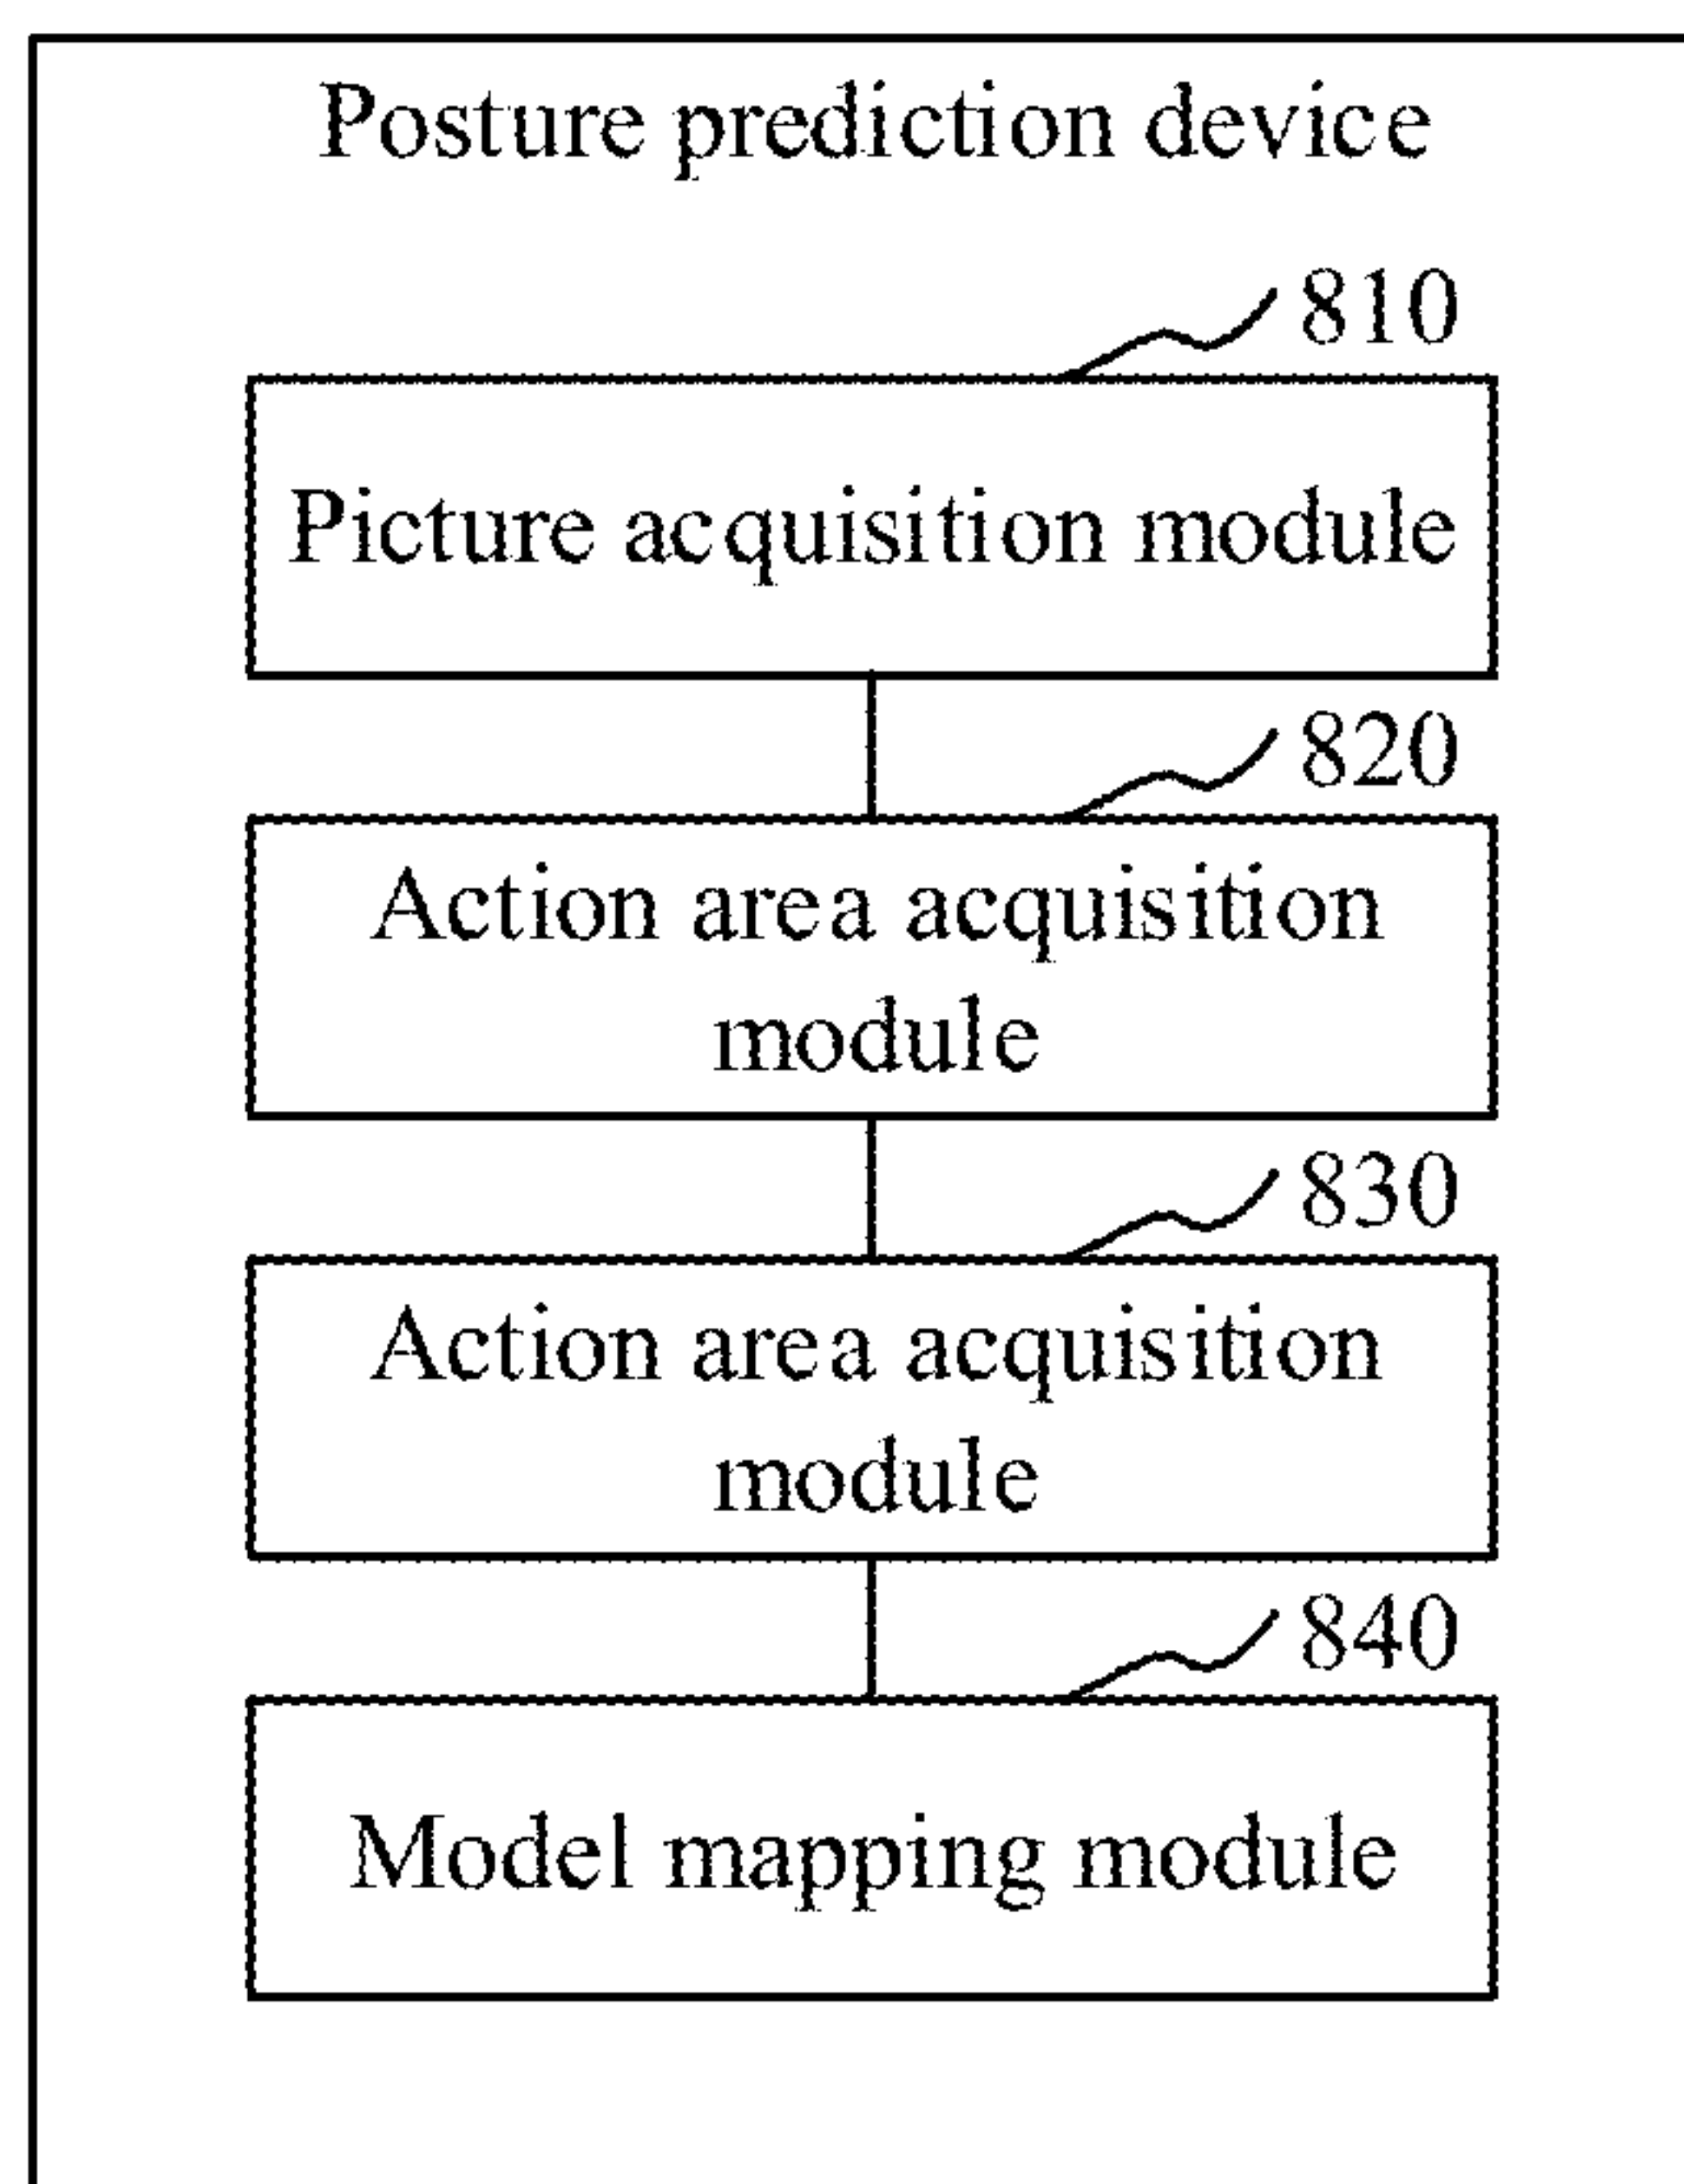 Posture prediction device
810
Picture acquisition module
820
Action area acquisition
module
830
Action area acquisition
module
840
Model mapping module